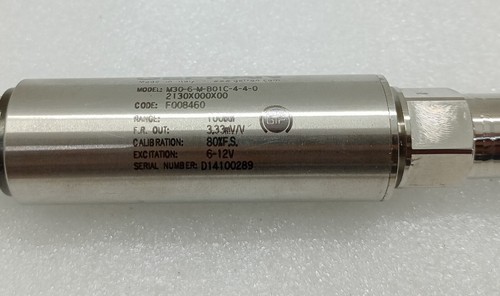 MODEL: M30-6-M-B01C-4-4-0
2130X000X00
CODE: F008460
RANGE:
F.R. OUT: 3,33mV/V
CALIBRATION: 80%F.S.
EXCITATION: 6-12V
SERIAL NUMBER: D14100289